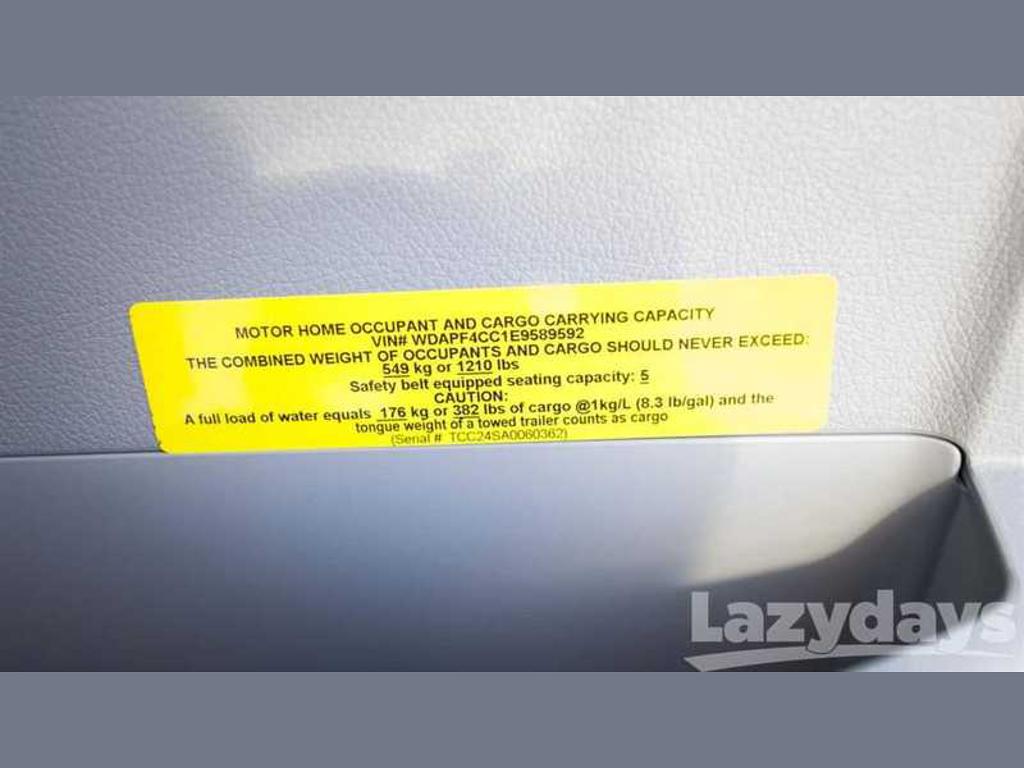 MOTOR HOME OCCUPANT AND CARGO CARRYING CAPACITY
VIN# WDAPF4CC1E9589592
THE COMBINED WEIGHT OF OCCUPANTS AND CARGO SHOULD NEVER EXCEED:
549 kg or 1210 lbs
Safety belt equipped seating capacity: 5
CAUTION:
A full load of water equals 176 kg or 382 lbs of cargo @1kg/L (8.3 lb/gal) and the
tongue weight of a towed trailer counts as cargo
(Serial # TCC24SA0060362)
Lazydays